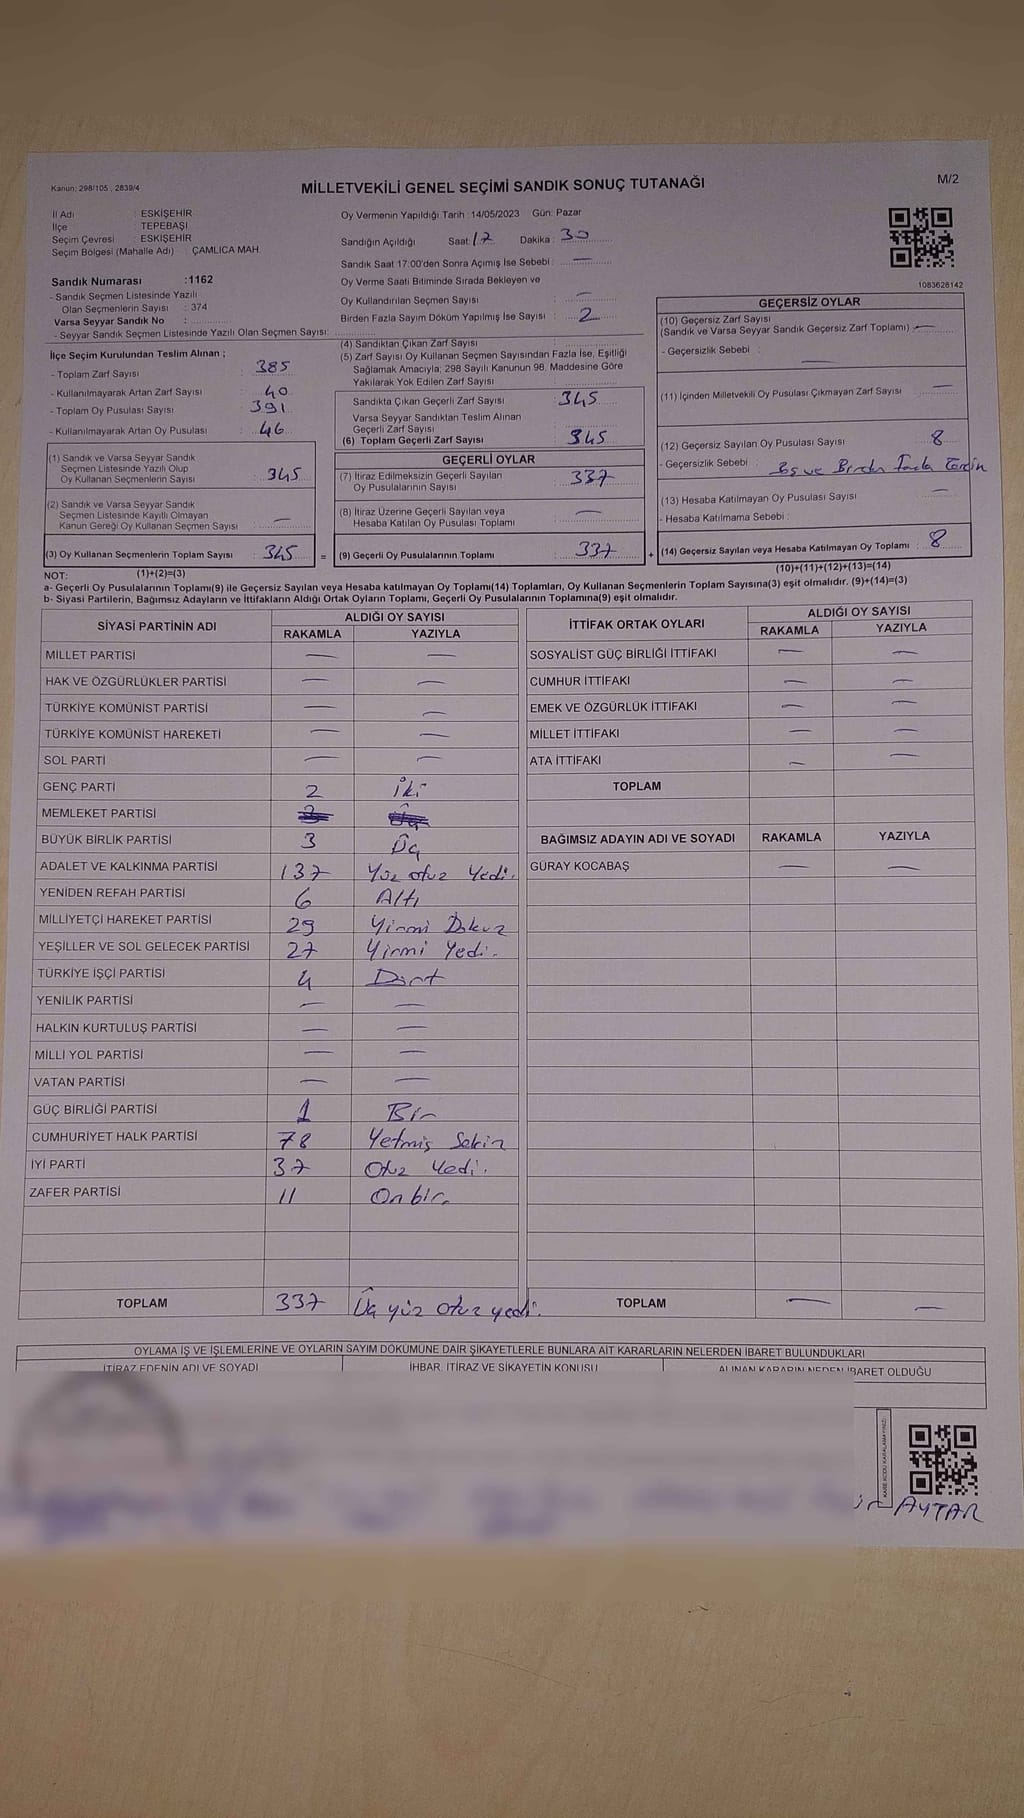 Kanun: 298/105 , 2839/4
MİLLETVEKİLİ GENEL SEÇİMİ SANDIK SONUÇ TUTANAĞI
M/2
İl Adı : ESKİŞEHİR
İlçe : TEPEBAŞI
Seçim Çevresi : ESKİŞEHİR
Seçim Bölgesi (Mahalle Adı) : ÇAMLICA MAH.
Sandık Numarası :1162
- Sandık Seçmen Listesinde Yazılı
Olan Seçmenlerin Sayısı : 374
Varsa Seyyar Sandık No :
- Seyyar Sandık Seçmen Listesinde Yazılı Olan Seçmen Sayısı:
Oy Vermenin Yapıldığı Tarih :14/05/2023 Gün: Pazar
Sandığın Açıldığı Saat 17 Dakika : 30
Sandık Saat 17:00'den Sonra Açımış İse Sebebi : —
Oy Verme Saati Bitiminde Sırada Bekleyen ve
Oy Kullandırılan Seçmen Sayısı : —
Birden Fazla Sayım Döküm Yapılmış İse Sayısı : 2
1083628142
İlçe Seçim Kurulundan Teslim Alınan ;
- Toplam Zarf Sayısı : 385
- Kullanılmayarak Artan Zarf Sayısı : 40
- Toplam Oy Pusulası Sayısı : 391
- Kullanılmayarak Artan Oy Pusulası : 46
(1) Sandık ve Varsa Seyyar Sandık
Seçmen Listesinde Yazılı Olup
Oy Kullanan Seçmenlerin Sayısı : 345
(2) Sandık ve Varsa Seyyar Sandık
Seçmen Listesinde Kayıtlı Olmayan
Kanun Gereği Oy Kullanan Seçmen Sayısı : —
(3) Oy Kullanan Seçmenlerin Toplam Sayısı : 345 =
(4) Sandıktan Çıkan Zarf Sayısı :
(5) Zarf Sayısı Oy Kullanan Seçmen Sayısından Fazla İse, Eşitliği
Sağlamak Amacıyla, 298 Sayılı Kanunun 98. Maddesine Göre
Yakılarak Yok Edilen Zarf Sayısı :
Sandıkta Çıkan Geçerli Zarf Sayısı : 345
Varsa Seyyar Sandıktan Teslim Alınan
Geçerli Zarf Sayısı :
(6) Toplam Geçerli Zarf Sayısı : 345
GEÇERLİ OYLAR
(7) İtiraz Edilmeksizin Geçerli Sayılan
Oy Pusulalarının Sayısı : 337
(8) İtiraz Üzerine Geçerli Sayılan veya
Hesaba Katılan Oy Pusulası Toplamı : —
(9) Geçerli Oy Pusulalarının Toplamı : 337 +
GEÇERSİZ OYLAR
(10) Geçersiz Zarf Sayısı
(Sandık ve Varsa Seyyar Sandık Geçersiz Zarf Toplamı) : —
- Geçersizlik Sebebi : —
(11) İçinden Milletvekili Oy Pusulası Çıkmayan Zarf Sayısı : —
(12) Geçersiz Sayılan Oy Pusulası Sayısı : 8
- Geçersizlik Sebebi : Boş ve Birden Fazla Tercih
(13) Hesaba Katılmayan Oy Pusulası Sayısı : —
- Hesaba Katılmama Sebebi :
(14) Geçersiz Sayılan veya Hesaba Katılmayan Oy Toplamı : 8
NOT: (1)+(2)=(3)
(10)+(11)+(12)+(13)=(14)
a- Geçerli Oy Pusulalarının Toplamı(9) ile Geçersiz Sayılan veya Hesaba katılmayan Oy Toplamı(14) Toplamları, Oy Kullanan Seçmenlerin Toplam Sayısına(3) eşit olmalıdır. (9)+(14)=(3)
b- Siyasi Partilerin, Bağımsız Adayların ve İttifakların Aldığı Ortak Oyların Toplamı, Geçerli Oy Pusulalarının Toplamına(9) eşit olmalıdır.
SİYASİ PARTİNİN ADI ALDIĞI OY SAYISI
RAKAMLA YAZIYLA
MİLLET PARTİSİ — —
HAK VE ÖZGÜRLÜKLER PARTİSİ — —
TÜRKİYE KOMÜNİST PARTİSİ — —
TÜRKİYE KOMÜNİST HAREKETİ — —
SOL PARTİ — —
GENÇ PARTİ 2 İki
MEMLEKET PARTİSİ
BÜYÜK BİRLİK PARTİSİ 3 Üç
ADALET VE KALKINMA PARTİSİ 137 Yüz otuz Yedi.
YENİDEN REFAH PARTİSİ 6 Altı
MİLLİYETÇİ HAREKET PARTİSİ 29 Yirmi Dokuz
YEŞİLLER VE SOL GELECEK PARTİSİ 27 Yirmi Yedi.
TÜRKİYE İŞÇİ PARTİSİ 4 Dört
YENİLİK PARTİSİ — —
HALKIN KURTULUŞ PARTİSİ — —
MİLLİ YOL PARTİSİ — —
VATAN PARTİSİ — —
GÜÇ BİRLİĞİ PARTİSİ 1 Bir
CUMHURİYET HALK PARTİSİ 78 Yetmiş Sekiz
İYİ PARTİ 37 Otuz Yedi.
ZAFER PARTİSİ 11 Onbir
TOPLAM 337 Üç yüz otuz yedi.
İTTİFAK ORTAK OYLARI ALDIĞI OY SAYISI
RAKAMLA YAZIYLA
SOSYALİST GÜÇ BİRLİĞİ İTTİFAKI — —
CUMHUR İTTİFAKI — —
EMEK VE ÖZGÜRLÜK İTTİFAKI — —
MİLLET İTTİFAKI — —
ATA İTTİFAKI — —
TOPLAM
BAĞIMSIZ ADAYIN ADI VE SOYADI RAKAMLA YAZIYLA
GÜRAY KOCABAŞ — —
TOPLAM — —
OYLAMA İŞ VE İŞLEMLERİNE VE OYLARIN SAYIM DÖKÜMÜNE DAİR ŞİKAYETLERLE BUNLARA AİT KARARLARIN NELERDEN İBARET BULUNDUKLARI
İTİRAZ EDENİN ADI VE SOYADI İHBAR, İTİRAZ VE ŞİKAYETİN KONUSU ALINAN KARARIN NEDEN İBARET OLDUĞU
KARE KODU KARALAMAYINIZ!
AYTAR